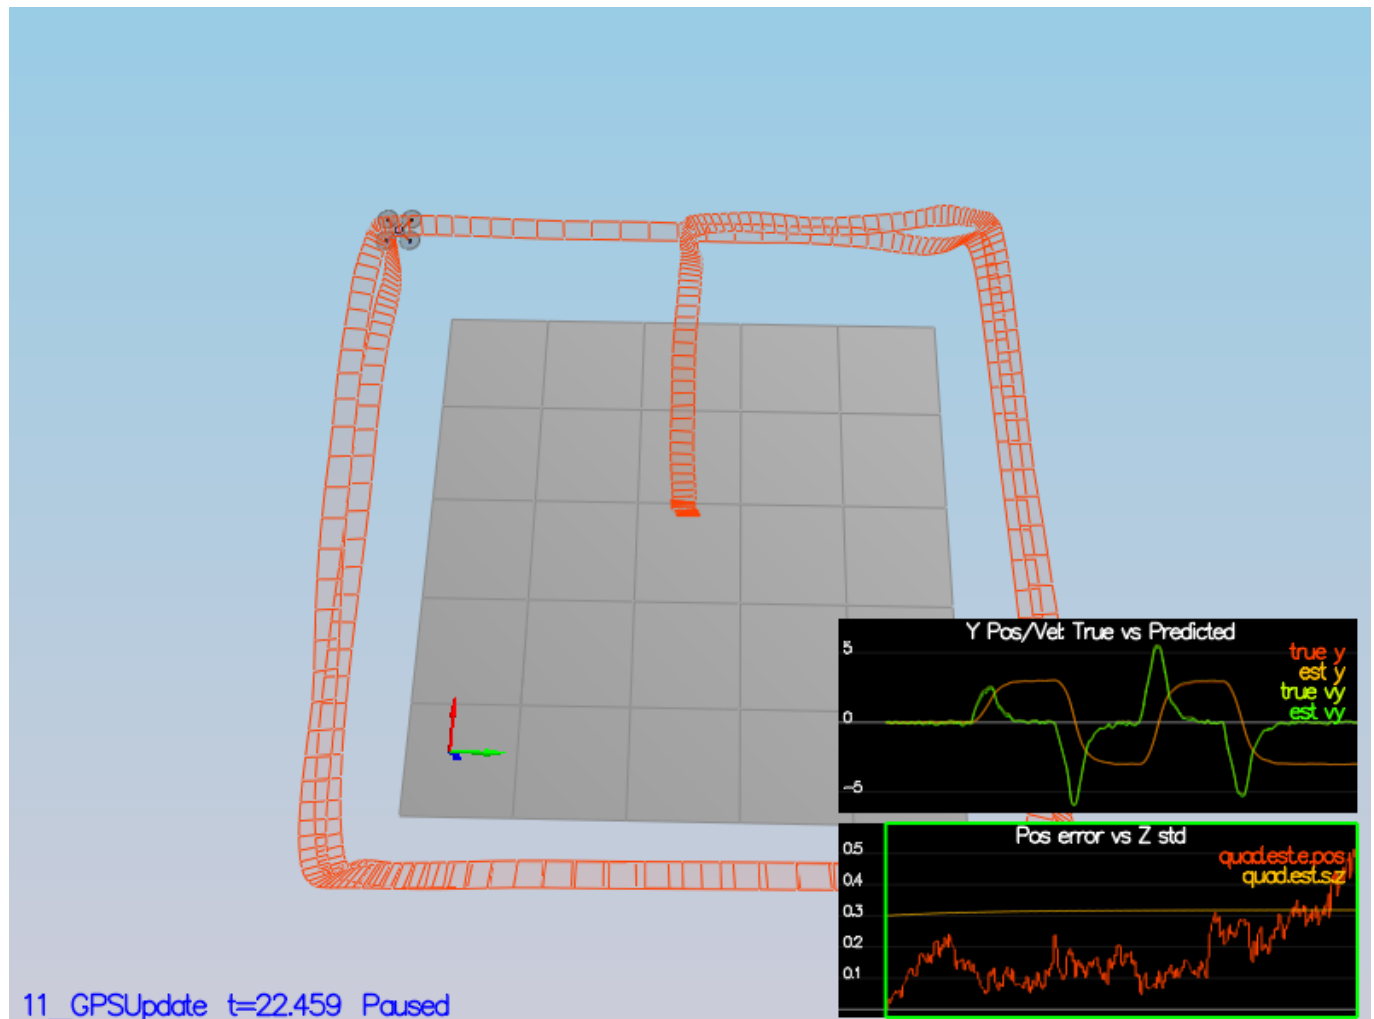 Y Pos/Vel: True vs Predicted
5
true y
est y
true vy
0
est vy
-5
Pos error vs Z std
0.5
quad.est.e.pos
quad.est.s.z
0.4
0.3
0.2
0.1
11 GPSUpdate t=22.459 Paused